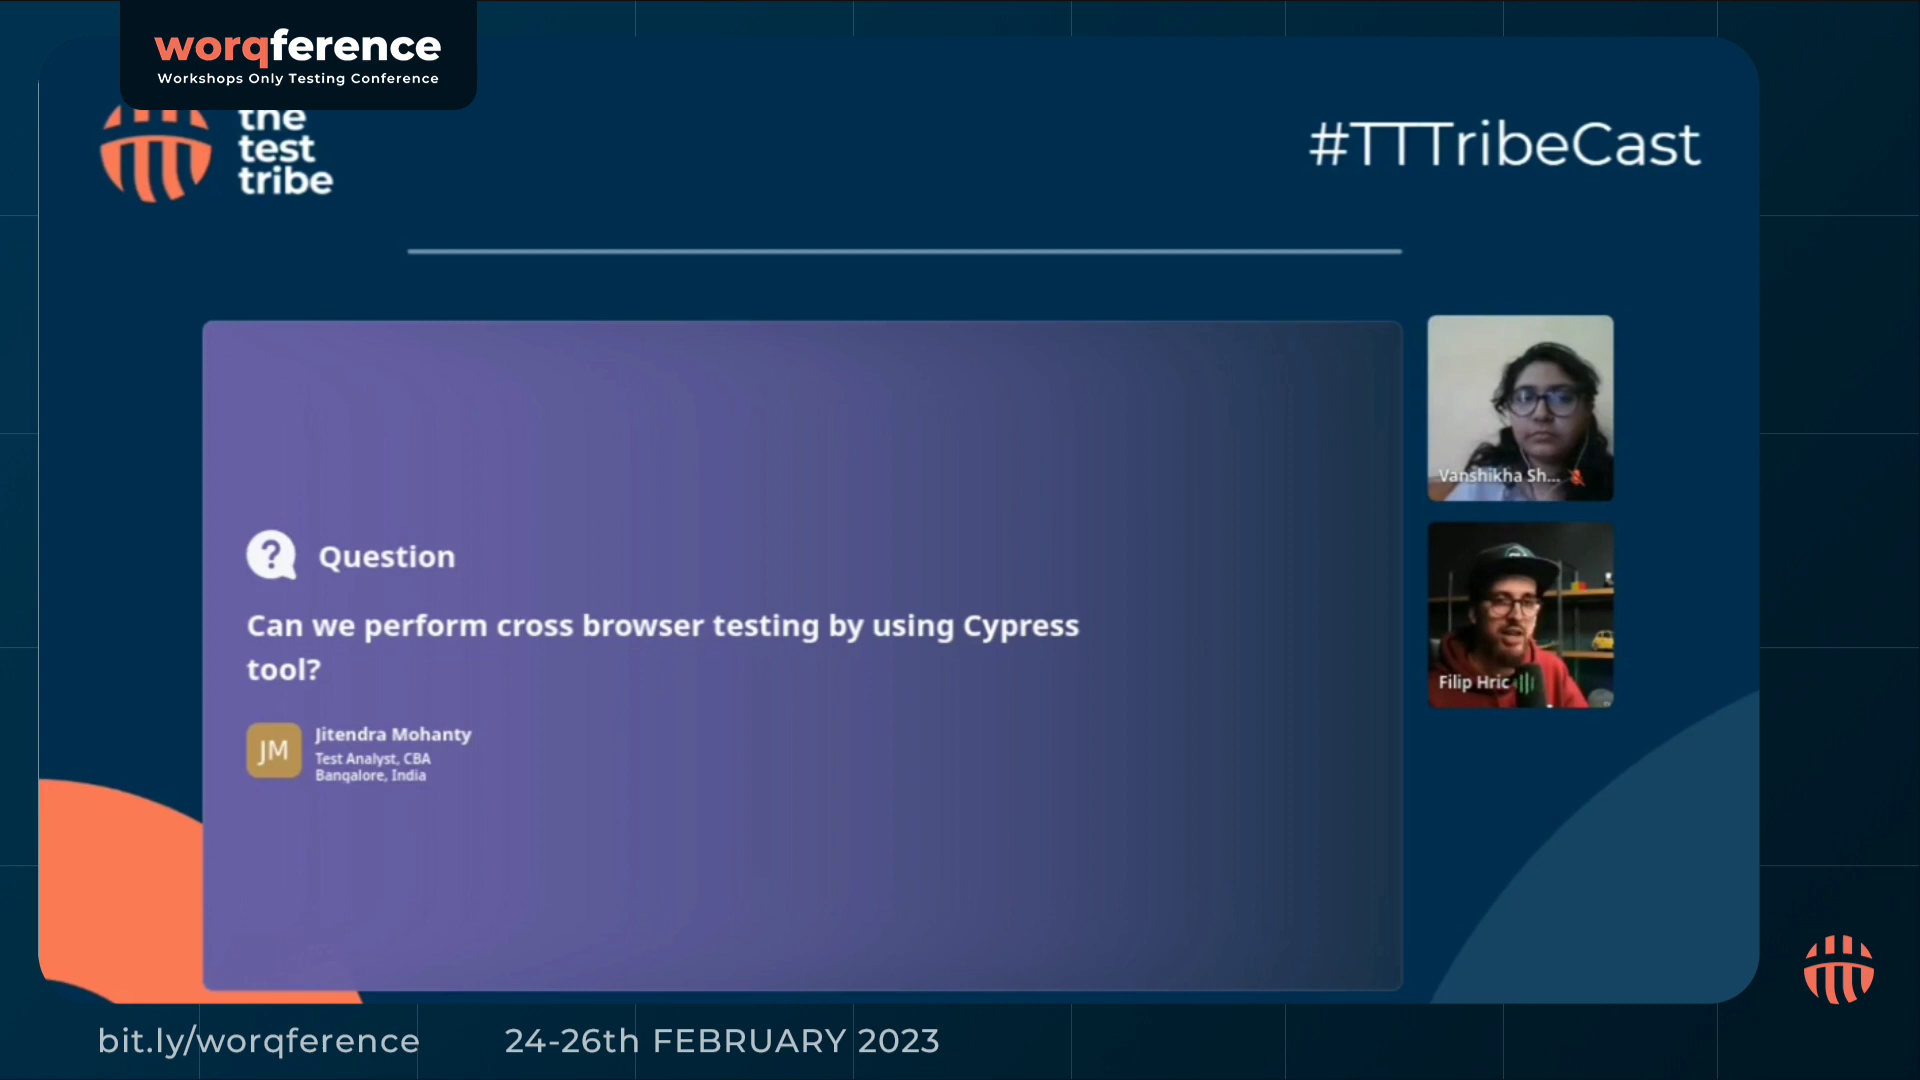 worqference
Workshops Only Testing Conference
the
test
tribe
#TTTribeCast
Question
Can we perform cross browser testing by using Cypress
tool?
JM
Jitendra Mohanty
Test Analyst, CBA
Bangalore, India
Vanshikha Sh...
Filip Hric
bit.ly/worqference
24-26th FEBRUARY 2023